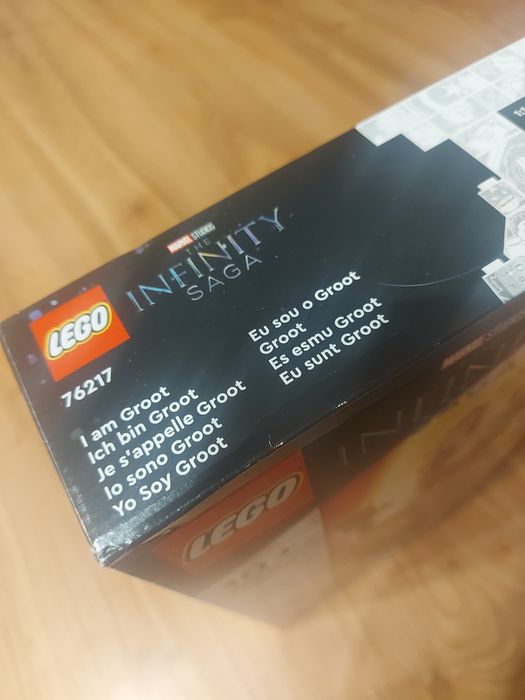 MARVEL STUDIOS
THE
INFINITY
SAGA
LEGO
76217
I am Groot
Ich bin Groot
Je s'appelle Groot
Io sono Groot
Yo Soy Groot
Eu sou o Groot
Groot
Es esmu Groot
Eu sunt Groot
LEGO